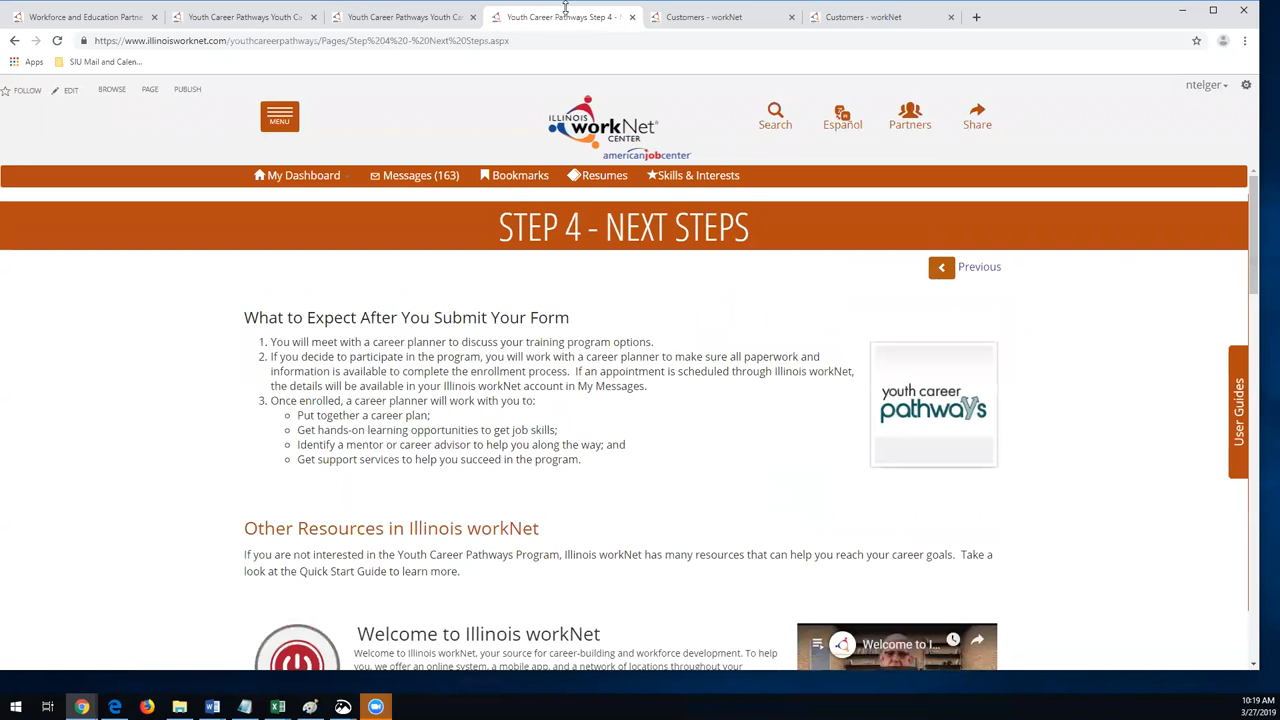 Workforce and Education Partne
Youth Career Pathways Youth Ca
Youth Career Pathways Youth Ca
Youth Career Pathways Step 4 -
Customers - workNet
Customers - workNet
https://www.illinoisworknet.com/youthcareerpathways/Pages/Step%204%20-%20Next%20Steps.aspx
Apps
SIU Mail and Calen...
FOLLOW
EDIT
BROWSE
PAGE
PUBLISH
ntelger
MENU
ILLINOIS
workNet
CENTER
americanjobcenter
Search
Español
Partners
Share
My Dashboard
Messages (163)
Bookmarks
Resumes
Skills & Interests
STEP 4 - NEXT STEPS
Previous
What to Expect After You Submit Your Form
1. You will meet with a career planner to discuss your training program options.
2. If you decide to participate in the program, you will work with a career planner to make sure all paperwork and
information is available to complete the enrollment process. If an appointment is scheduled through Illinois workNet,
the details will be available in your Illinois workNet account in My Messages.
3. Once enrolled, a career planner will work with you to:
Put together a career plan;
Get hands-on learning opportunities to get job skills;
Identify a mentor or career advisor to help you along the way; and
Get support services to help you succeed in the program.
youth career
pathways
User Guides
Other Resources in Illinois workNet
If you are not interested in the Youth Career Pathways Program, Illinois workNet has many resources that can help you reach your career goals. Take a
look at the Quick Start Guide to learn more.
Welcome to Illinois workNet
Welcome to Illinois workNet, your source for career-building and workforce development. To help
you, we offer an online system, a mobile app, and a network of locations throughout your
Welcome to I...
10:19 AM
3/27/2019